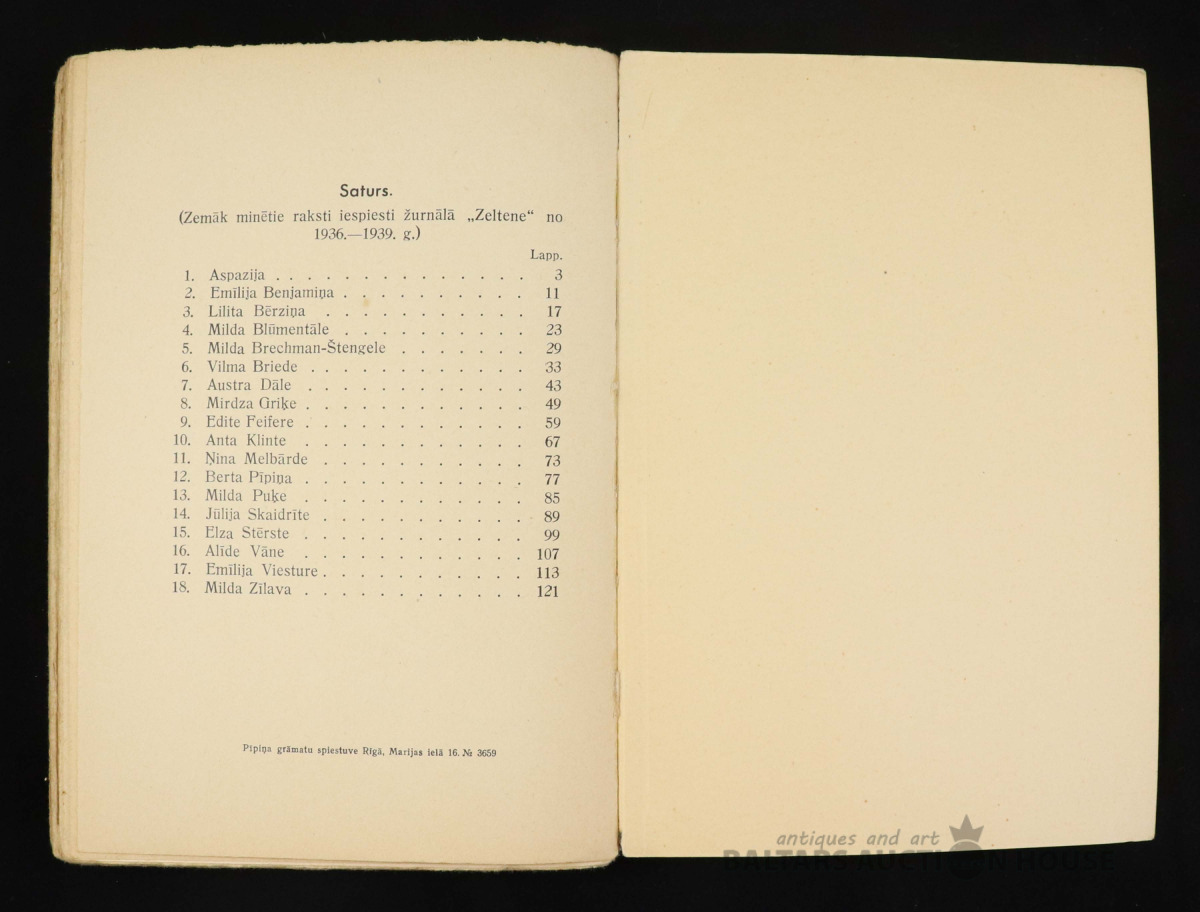 Saturs.
(Zemāk minētie raksti iespiesti žurnālā „Zeltene“ no
1936.—1939. g.)
Lapp.
1. Aspazija . . . . . . . . . . . . . . 3
2. Emīlija Benjamiņa . . . . . . . . . . 11
3. Lilita Bērziņa . . . . . . . . . . . 17
4. Milda Blūmentāle . . . . . . . . . . 23
5. Milda Brechman-Štengele . . . . . . . 29
6. Vilma Briede . . . . . . . . . . . . 33
7. Austra Dāle . . . . . . . . . . . . 43
8. Mirdza Griķe . . . . . . . . . . . . 49
9. Edite Feifere . . . . . . . . . . . . 59
10. Anta Klinte . . . . . . . . . . . . 67
11. Ņina Melbārde . . . . . . . . . . . 73
12. Berta Pīpiņa . . . . . . . . . . . . 77
13. Milda Puķe . . . . . . . . . . . . 85
14. Jūlija Skaidrīte . . . . . . . . . . . 89
15. Elza Stērste . . . . . . . . . . . . 99
16. Alīde Vāne . . . . . . . . . . . . 107
17. Emīlija Viesture . . . . . . . . . . . 113
18. Milda Zīlava . . . . . . . . . . . . 121
Pīpiņa grāmatu spiestuve Rīgā, Marijas ielā 16. № 3659
antiques and art
BALTARS AUCTION HOUSE